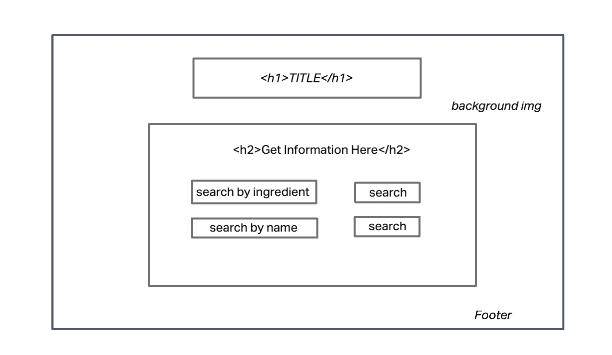 <h1>TITLE</h1>
background img
<h2>Get Information Here</h2>
search by ingredient
search
search by name
search
Footer